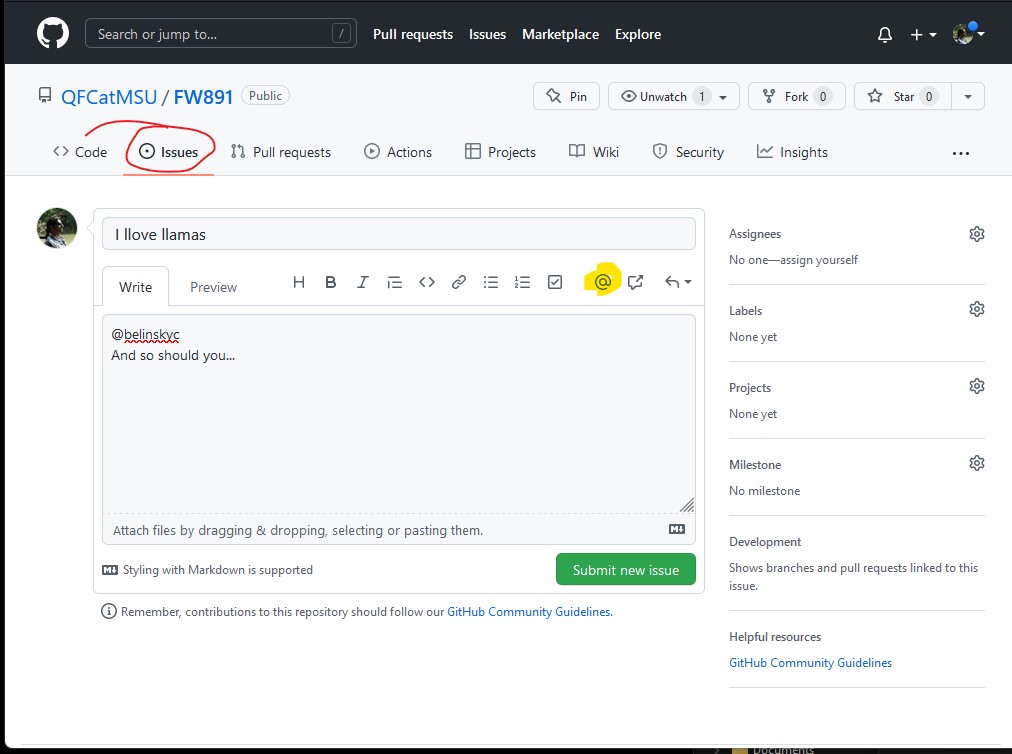 Search or jump to... /
Pull requests Issues Marketplace Explore
QFCatMSU / FW891 Public
Pin Unwatch 1 Fork 0 Star 0
Code Issues Pull requests Actions Projects Wiki Security Insights ...
I llove llamas
Write Preview H B I @
@belinskyc
And so should you...
Attach files by dragging & dropping, selecting or pasting them.
Styling with Markdown is supported
Submit new issue
Remember, contributions to this repository should follow our GitHub Community Guidelines.
Assignees
No one—assign yourself
Labels
None yet
Projects
None yet
Milestone
No milestone
Development
Shows branches and pull requests linked to this
issue.
Helpful resources
GitHub Community Guidelines
Documents